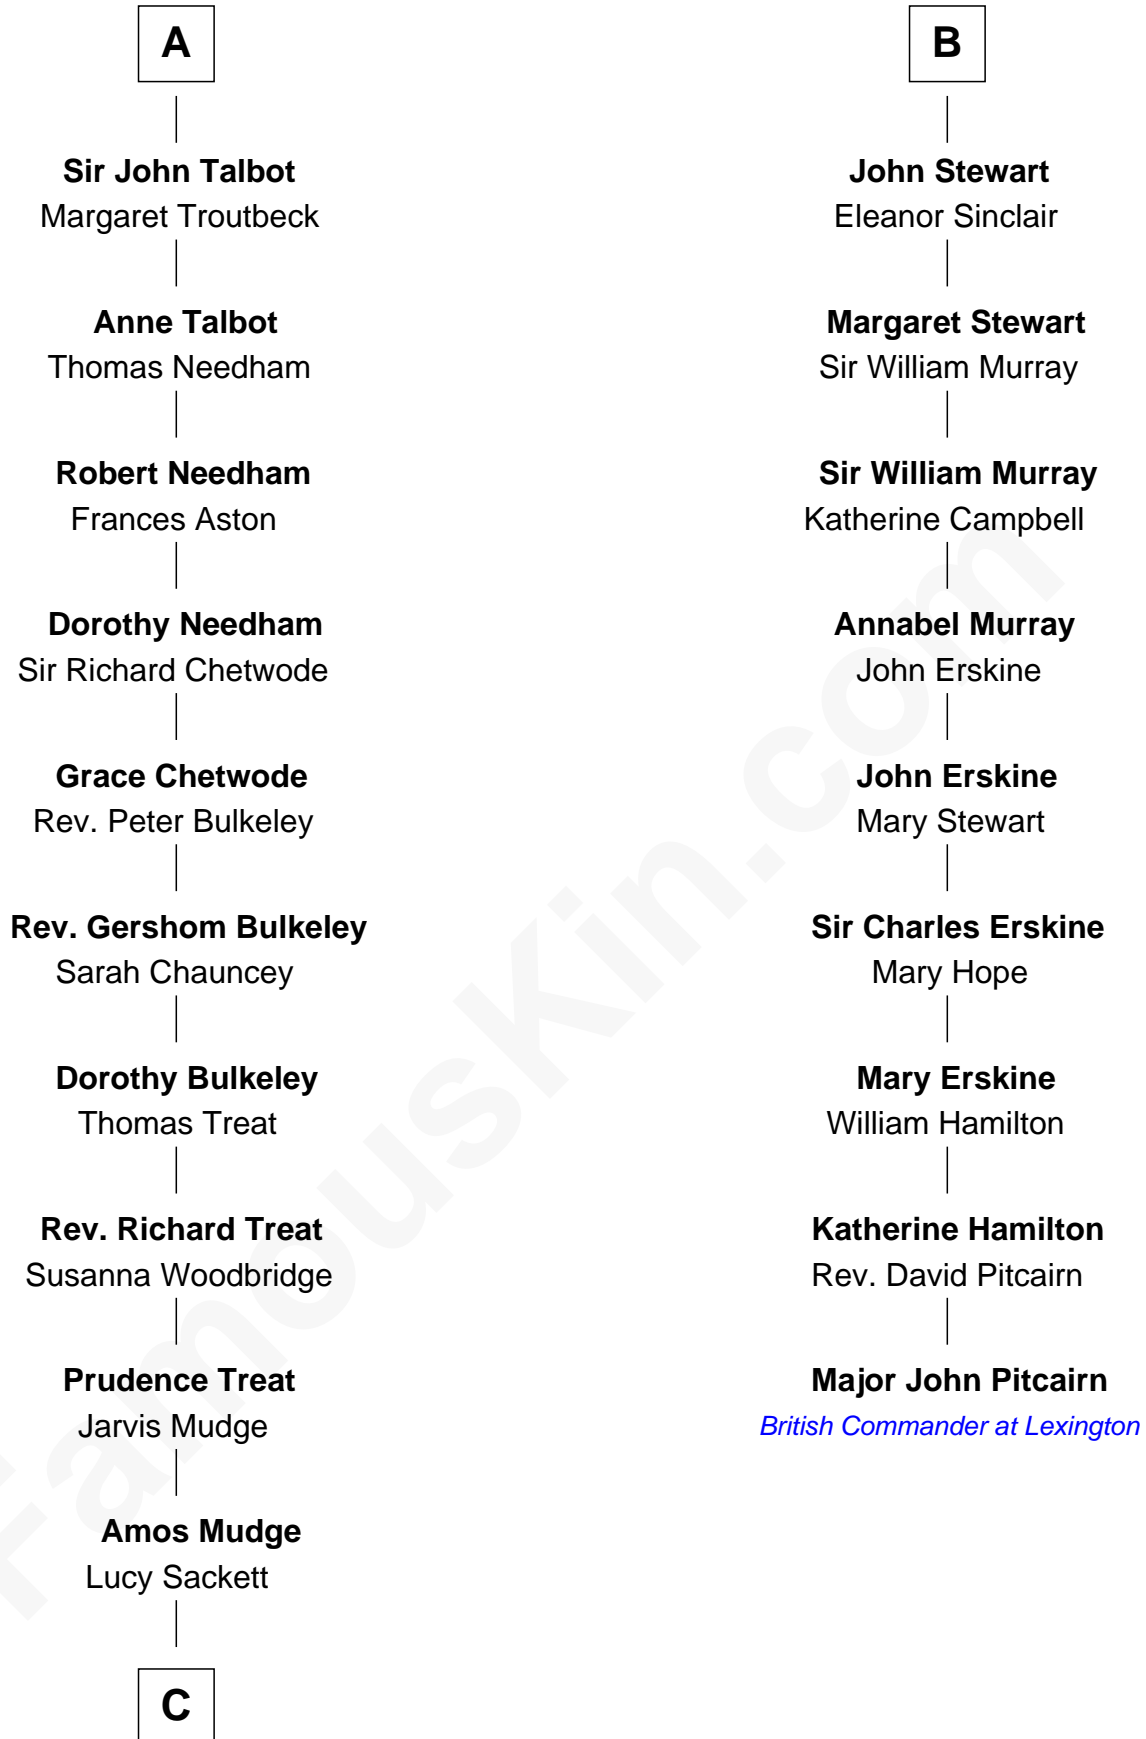 A
Sir John Talbot
Margaret Troutbeck
Anne Talbot
Thomas Needham
Robert Needham
Frances Aston
Dorothy Needham
Sir Richard Chetwode
Grace Chetwode
Rev. Peter Bulkeley
Rev. Gershom Bulkeley
Sarah Chauncey
Dorothy Bulkeley
Thomas Treat
Rev. Richard Treat
Susanna Woodbridge
Prudence Treat
Jarvis Mudge
Amos Mudge
Lucy Sackett
C
B
John Stewart
Eleanor Sinclair
Margaret Stewart
Sir William Murray
Sir William Murray
Katherine Campbell
Annabel Murray
John Erskine
John Erskine
Mary Stewart
Sir Charles Erskine
Mary Hope
Mary Erskine
William Hamilton
Katherine Hamilton
Rev. David Pitcairn
Major John Pitcairn
British Commander at Lexington
FamousKin.com